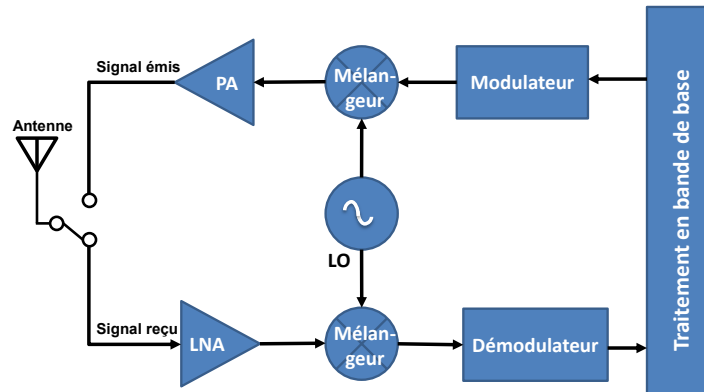 Signal émis
PA
Mélan-
geur
Modulateur
Antenne
LO
Signal reçu
LNA
Mélan-
geur
Démodulateur
Traitement en bande de base